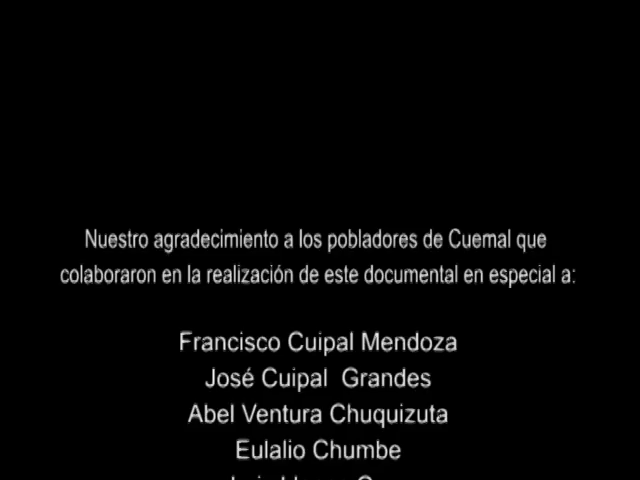 Nuestro agradecimiento a los pobladores de Cuemal que
colaboraron en la realización de este documental en especial a:
Francisco Cuipal Mendoza
José Cuipal Grandes
Abel Ventura Chuquizuta
Eulalio Chumbe